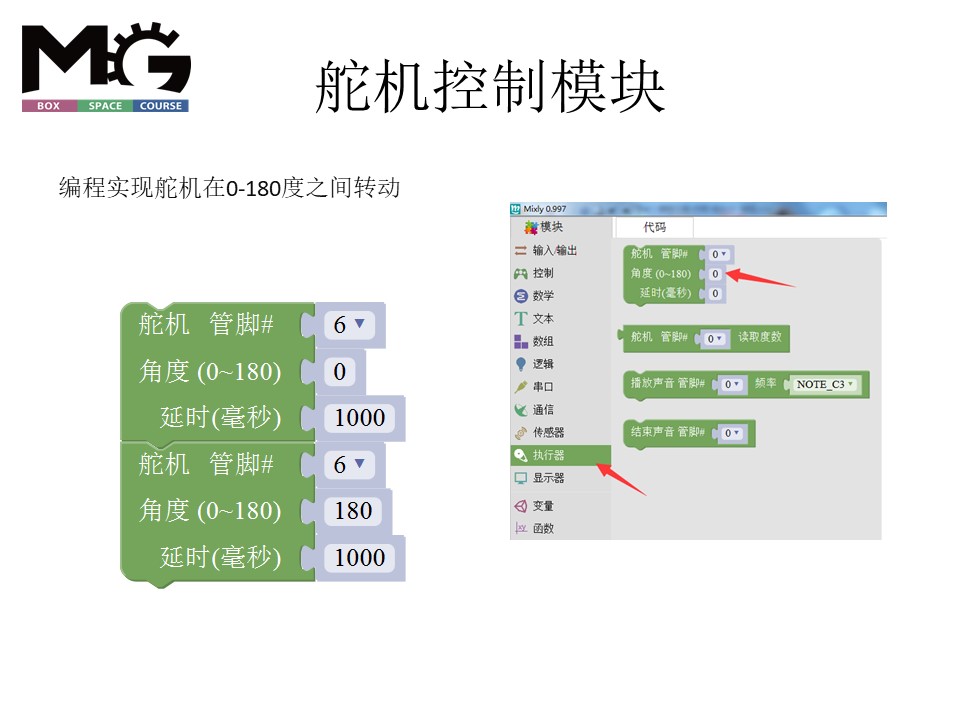 MG
BOX SPACE COURSE
舵机控制模块
编程实现舵机在0-180度之间转动
舵机 管脚# 6
角度 (0~180) 0
延时(毫秒) 1000
舵机 管脚# 6
角度 (0~180) 180
延时(毫秒) 1000
Mixly 0.997
模块 代码
输入/输出
控制
数学
文本
数组
逻辑
串口
通信
传感器
执行器
显示器
变量
函数
舵机 管脚# 0
角度 (0~180) 0
延时(毫秒) 0
舵机 管脚# 0 读取度数
播放声音 管脚# 0 频率 NOTE_C3
结束声音 管脚# 0